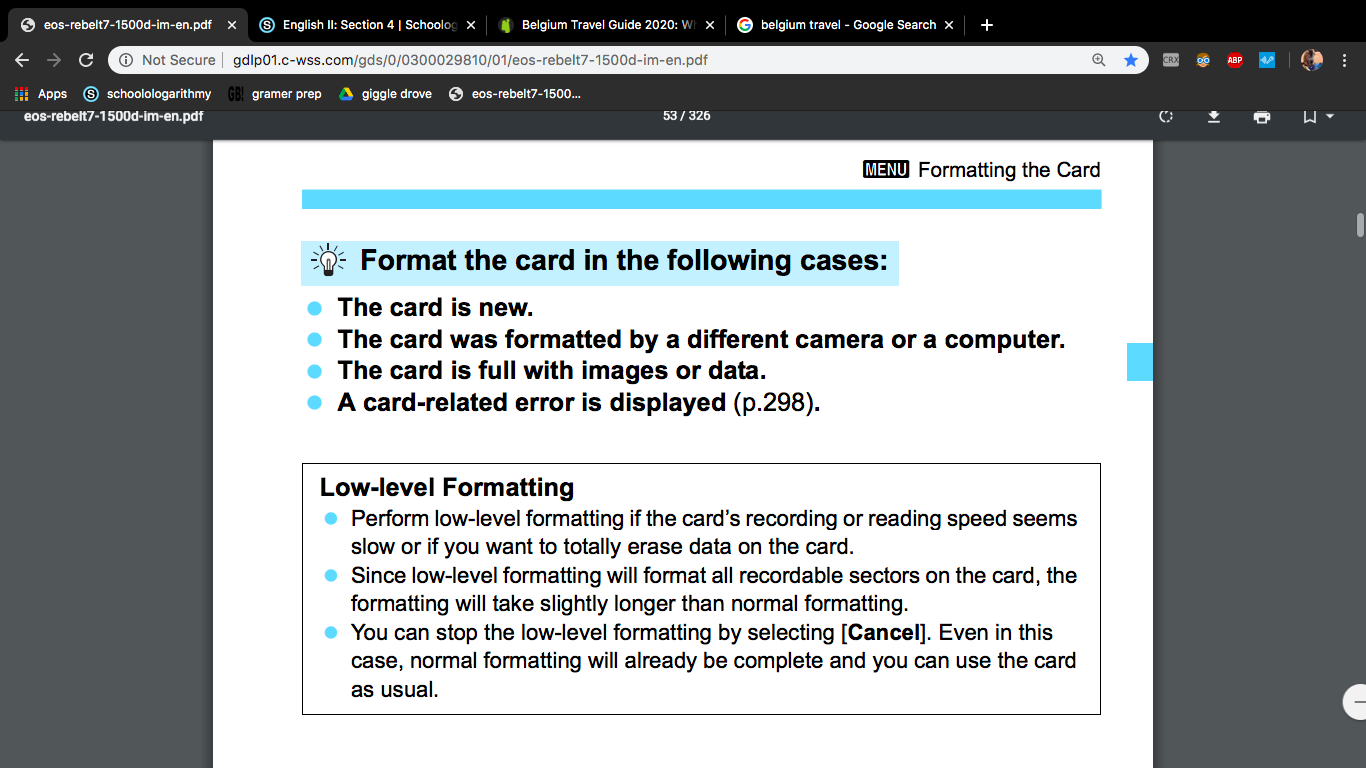 eos-rebelt7-1500d-im-en.pdf
English II: Section 4 | Schoolog
Belgium Travel Guide 2020: W
belgium travel - Google Search
Not Secure | gdlp01.c-wss.com/gds/0/0300029810/01/eos-rebelt7-1500d-im-en.pdf
CRX
ABP
Apps
schoolologarithmy
GB!
gramer prep
giggle drove
eos-rebelt7-1500...
eos-rebelt7-1500d-im-en.pdf
53 / 326
MENU Formatting the Card
Format the card in the following cases:
The card is new.
The card was formatted by a different camera or a computer.
The card is full with images or data.
A card-related error is displayed (p.298).
Low-level Formatting
Perform low-level formatting if the card's recording or reading speed seems
slow or if you want to totally erase data on the card.
Since low-level formatting will format all recordable sectors on the card, the
formatting will take slightly longer than normal formatting.
You can stop the low-level formatting by selecting [Cancel]. Even in this
case, normal formatting will already be complete and you can use the card
as usual.